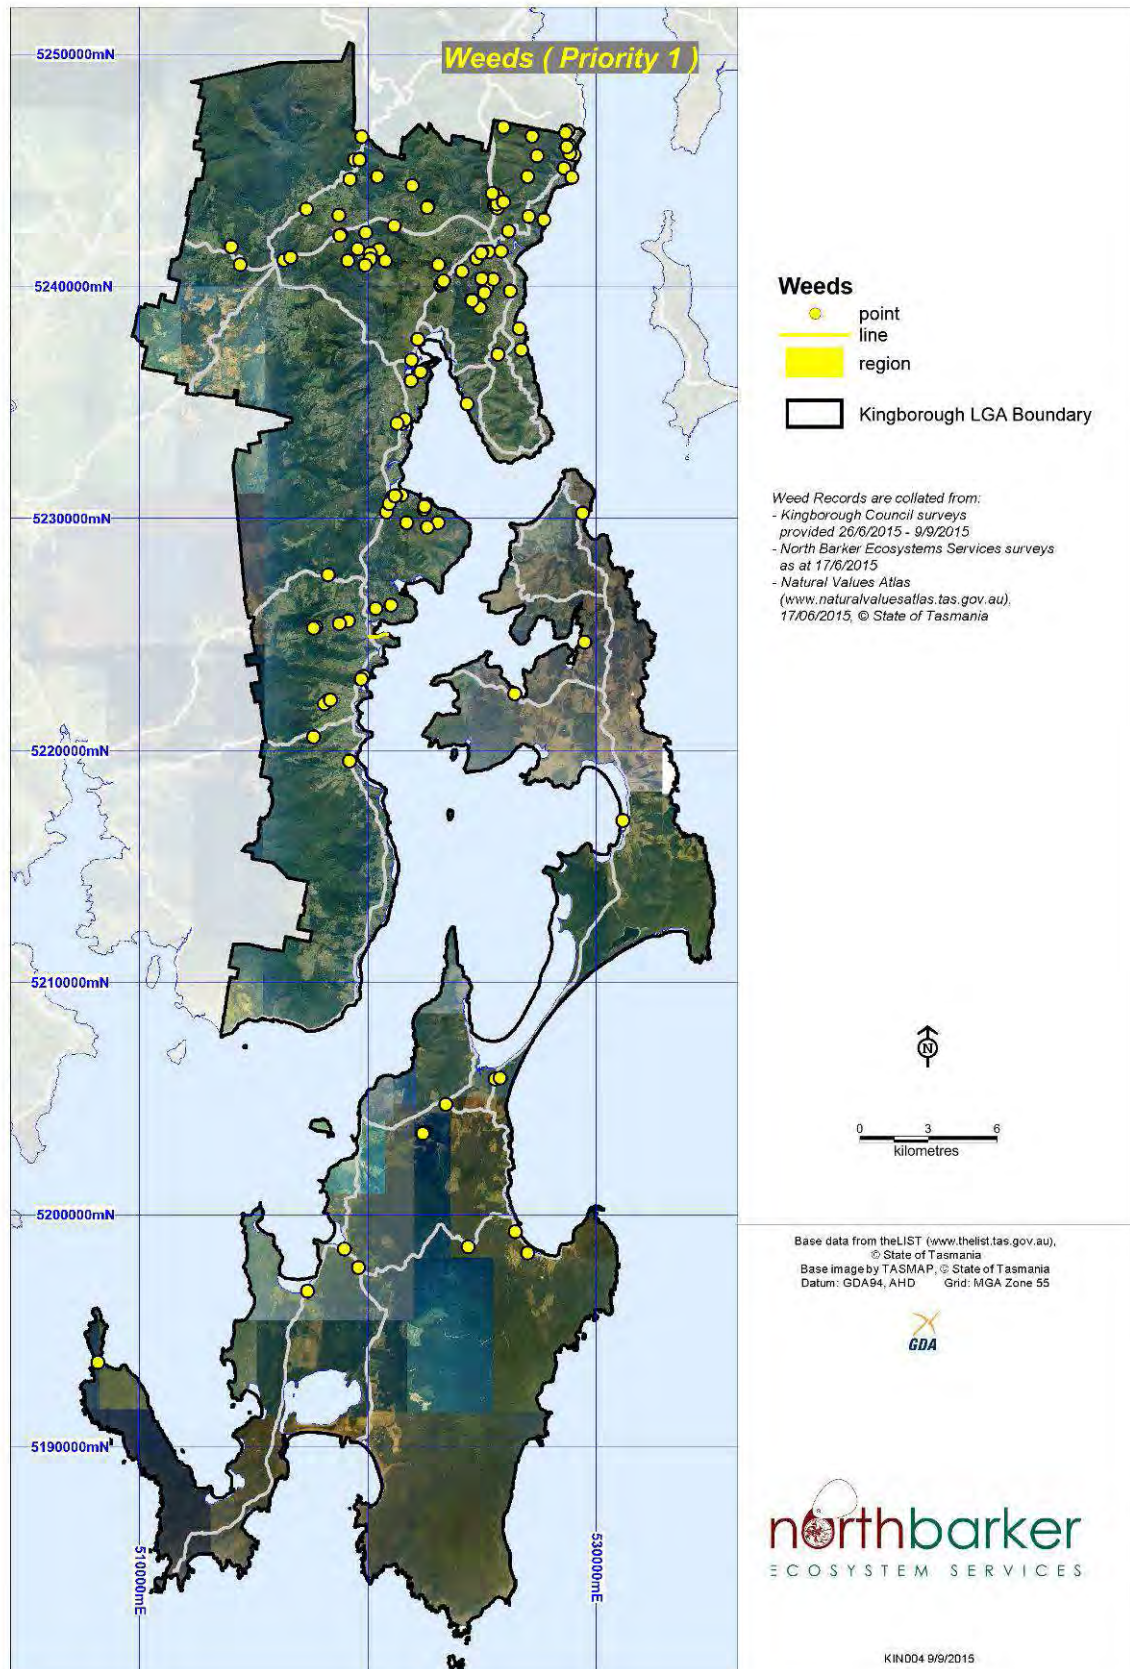 Weeds ( Priority 1 )
5250000mN
5240000mN
5230000mN
5220000mN
5210000mN
5200000mN
5190000mN
510000mE
530000mE
Weeds
point
line
region
Kingborough LGA Boundary
Weed Records are collated from:
- Kingborough Council surveys
provided 26/6/2015 - 9/9/2015
- North Barker Ecosystems Services surveys
as at 17/6/2015
- Natural Values Atlas
(www.naturalvaluesatlas.tas.gov.au),
17/06/2015, © State of Tasmania
N
0 3 6
kilometres
Base data from theLIST (www.thelist.tas.gov.au),
© State of Tasmania
Base image by TASMAP, © State of Tasmania
Datum: GDA94, AHD Grid: MGA Zone 55
GDA
northbarker
ECOSYSTEM SERVICES
KIN004 9/9/2015